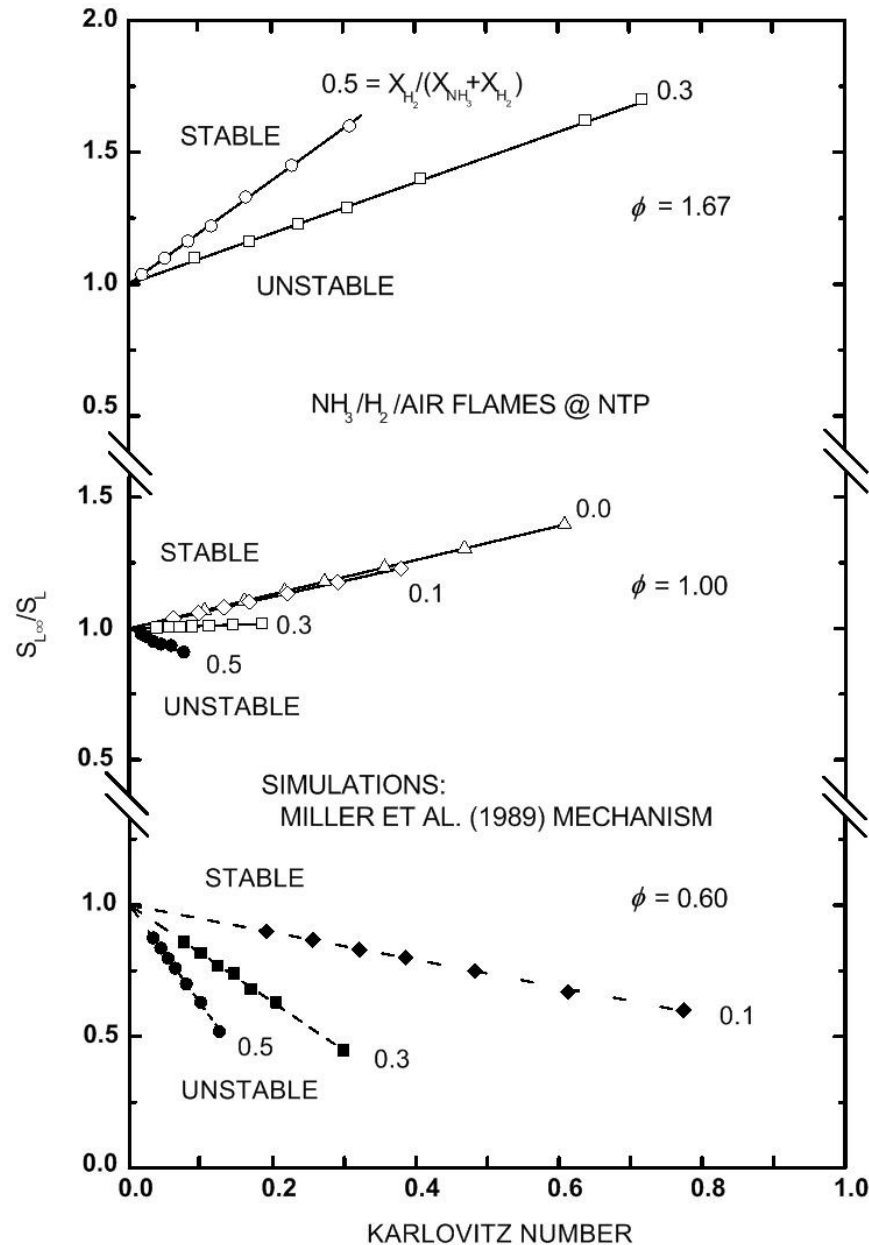 2.0
0.5 = X_H₂/(X_NH₃+X_H₂)
0.3
STABLE
1.5
ϕ = 1.67
1.0
UNSTABLE
0.5
NH₃/H₂/AIR FLAMES @ NTP
1.5
0.0
STABLE
0.1
ϕ = 1.00
1.0
0.3
0.5
UNSTABLE
0.5
S_L∞/S_L
SIMULATIONS:
MILLER ET AL. (1989) MECHANISM
STABLE
ϕ = 0.60
1.0
0.1
0.5
0.5
0.3
UNSTABLE
0.0
0.0 0.2 0.4 0.6 0.8 1.0
KARLOVITZ NUMBER